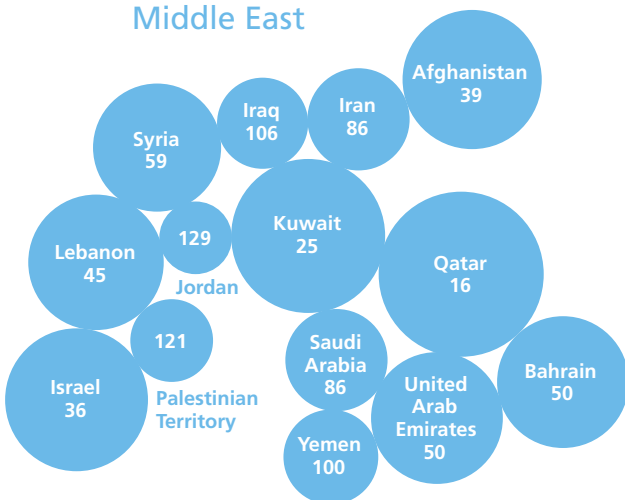 Middle East
Afghanistan
39
Iraq
106
Iran
86
Syria
59
Kuwait
25
129
Jordan
Lebanon
45
Qatar
16
121
Palestinian
Territory
Saudi
Arabia
86
Israel
36
United
Arab
Emirates
50
Bahrain
50
Yemen
100